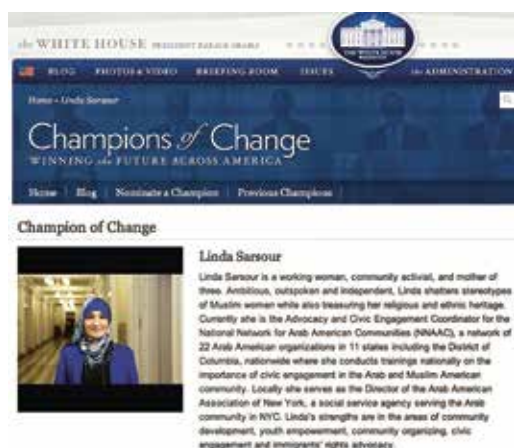 the WHITE HOUSE PRESIDENT BARACK OBAMA
BLOG PHOTOS & VIDEO BRIEFING ROOM ISSUES the ADMINISTRATION
Home • Linda Sarsour
Champions of Change
WINNING the FUTURE ACROSS AMERICA
Home Blog Nominate a Champion Previous Champions
Champion of Change
Linda Sarsour
Linda Sarsour is a working woman, community activist, and mother of
three. Ambitious, outspoken and independent, Linda shatters stereotypes
of Muslim women while also treasuring her religious and ethnic heritage.
Currently she is the Advocacy and Civic Engagement Coordinator for the
National Network for Arab American Communities (NNAAC), a network of
22 Arab American organizations in 11 states including the District of
Columbia, nationwide where she conducts trainings nationally on the
importance of civic engagement in the Arab and Muslim American
community. Locally she serves as the Director of the Arab American
Association of New York, a social service agency serving the Arab
community in NYC. Linda's strengths are in the areas of community
development, youth empowerment, community organizing, civic
engagement and immigrants' rights advocacy.